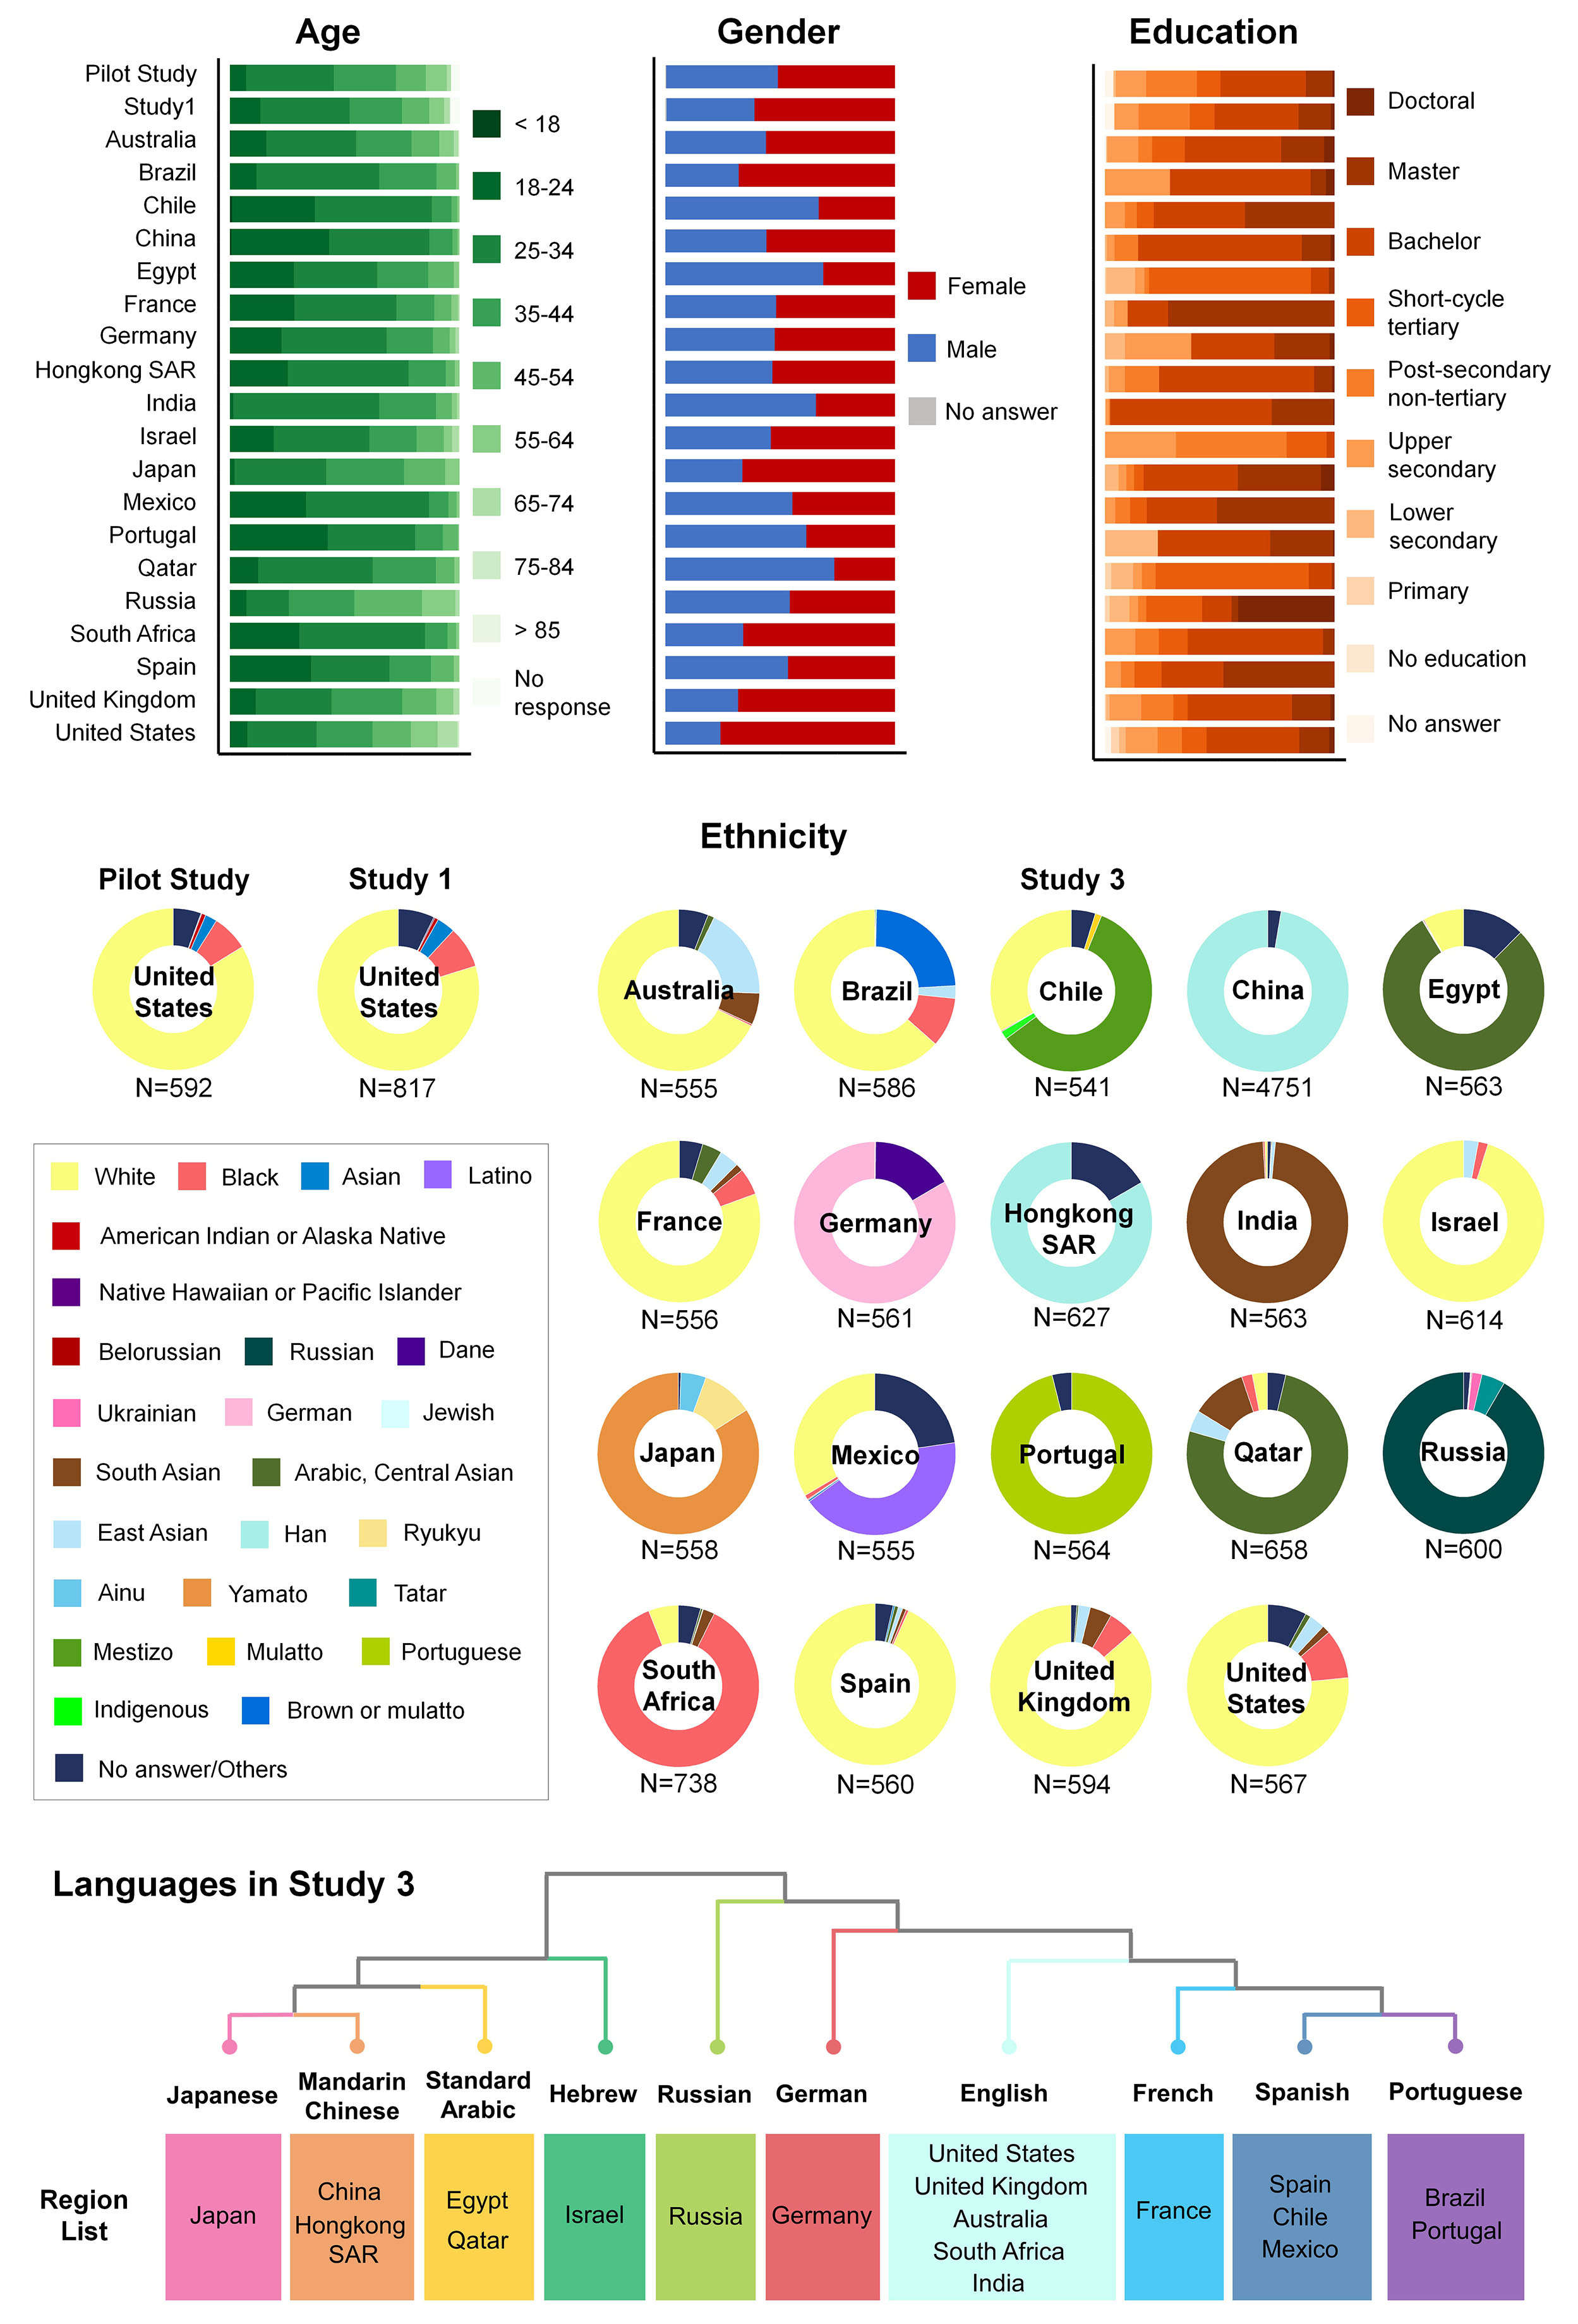 Age
Gender
Education
Pilot Study
Study1
Australia
Brazil
Chile
China
Egypt
France
Germany
Hongkong SAR
India
Israel
Japan
Mexico
Portugal
Qatar
Russia
South Africa
Spain
United Kingdom
United States
< 18
18-24
25-34
35-44
45-54
55-64
65-74
75-84
> 85
No
response
Female
Male
No answer
Doctoral
Master
Bachelor
Short-cycle
tertiary
Post-secondary
non-tertiary
Upper
secondary
Lower
secondary
Primary
No education
No answer
Ethnicity
Pilot Study
Study 1
Study 3
United
States
N=592
United
States
N=817
Australia
N=555
Brazil
N=586
Chile
N=541
China
N=4751
Egypt
N=563
France
N=556
Germany
N=561
Hongkong
SAR
N=627
India
N=563
Israel
N=614
Japan
N=558
Mexico
N=555
Portugal
N=564
Qatar
N=658
Russia
N=600
South
Africa
N=738
Spain
N=560
United
Kingdom
N=594
United
States
N=567
White
Black
Asian
Latino
American Indian or Alaska Native
Native Hawaiian or Pacific Islander
Belorussian
Russian
Dane
Ukrainian
German
Jewish
South Asian
Arabic, Central Asian
East Asian
Han
Ryukyu
Ainu
Yamato
Tatar
Mestizo
Mulatto
Portuguese
Indigenous
Brown or mulatto
No answer/Others
Languages in Study 3
Japanese
Mandarin
Chinese
Standard
Arabic
Hebrew
Russian
German
English
French
Spanish
Portuguese
Region
List
Japan
China
Hongkong
SAR
Egypt
Qatar
Israel
Russia
Germany
United States
United Kingdom
Australia
South Africa
India
France
Spain
Chile
Mexico
Brazil
Portugal